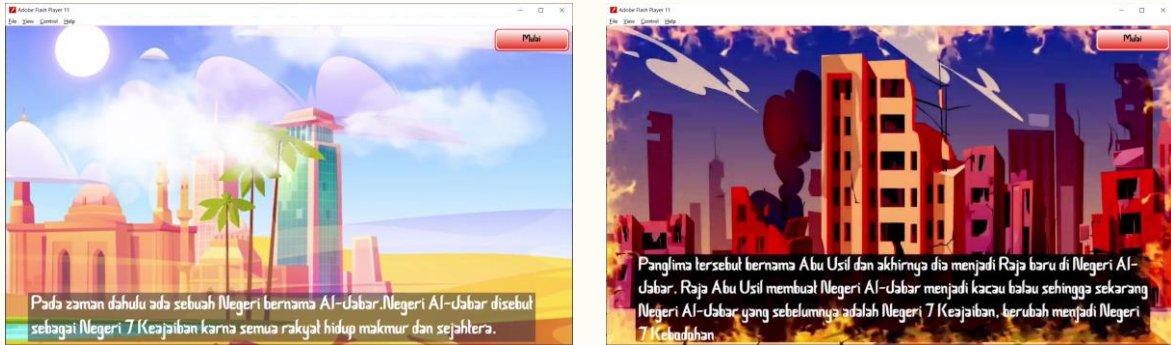 Adobe Flash Player 11
File View Control Help
Mulai
Pada zaman dahulu ada sebuah Negeri bernama Al-Jabar.Negeri Al-Jabar disebut
sebagai Negeri 7 Keajaiban karna semua rakyat hidup makmur dan sejahtera.
Adobe Flash Player 11
File View Control Help
Mulai
Panglima tersebut bernama Abu Usil dan akhirnya dia menjadi Raja baru di Negeri Al-
Jabar. Raja Abu Usil membuat Negeri Al-Jabar menjadi kacau balau sehingga sekarang
Negeri Al-Jabar yang sebelumnya adalah Negeri 7 Keajaiban, berubah menjadi Negeri
7 Kebodohan